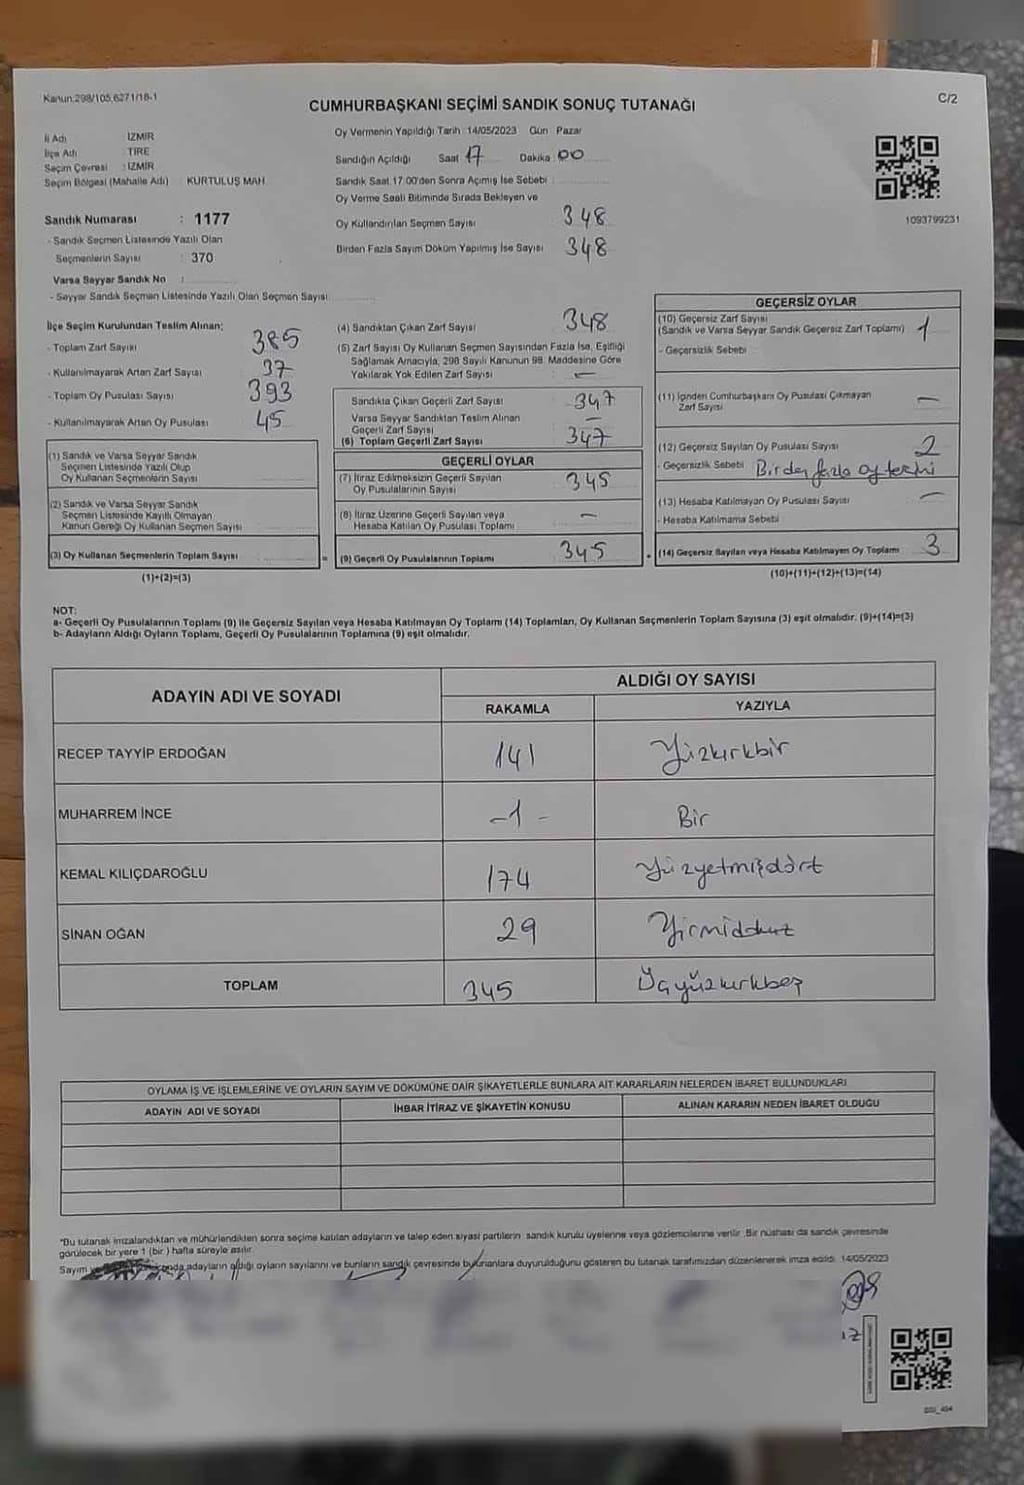 Kanun:298/105,6271/18-1
C/2
CUMHURBAŞKANI SEÇİMİ SANDIK SONUÇ TUTANAĞI
İl Adı : İZMİR
İlçe Adı : TİRE
Seçim Çevresi : İZMİR
Seçim Bölgesi (Mahalle Adı) KURTULUŞ MAH.
Sandık Numarası : 1177
- Sandık Seçmen Listesinde Yazılı Olan
Seçmenlerin Sayısı : 370
Varsa Seyyar Sandık No :
- Seyyar Sandık Seçmen Listesinde Yazılı Olan Seçmen Sayısı
Oy Vermenin Yapıldığı Tarih : 14/05/2023 Gün Pazar
Sandığın Açıldığı Saat 17 Dakika 00
Sandık Saat 17:00'den Sonra Açımış İse Sebebi :
Oy Verme Saati Bitiminde Sırada Bekleyen ve
Oy Kullandırılan Seçmen Sayısı 348
Birden Fazla Sayım Döküm Yapılmış İse Sayısı 348
1093799231
İlçe Seçim Kurulundan Teslim Alınan;
- Toplam Zarf Sayısı 385
- Kullanılmayarak Artan Zarf Sayısı 37
- Toplam Oy Pusulası Sayısı 393
- Kullanılmayarak Artan Oy Pusulası 45
(1) Sandık ve Varsa Seyyar Sandık
Seçmen Listesinde Yazılı Olup
Oy Kullanan Seçmenlerin Sayısı
(2) Sandık ve Varsa Seyyar Sandık
Seçmen Listesinde Kayıtlı Olmayan
Kanun Gereği Oy Kullanan Seçmen Sayısı
(3) Oy Kullanan Seçmenlerin Toplam Sayısı =
(1)+(2)=(3)
(4) Sandıktan Çıkan Zarf Sayısı 348
(5) Zarf Sayısı Oy Kullanan Seçmen Sayısından Fazla İse, Eşitliği
Sağlamak Amacıyla, 298 Sayılı Kanunun 98. Maddesine Göre
Yakılarak Yok Edilen Zarf Sayısı : —
Sandıkta Çıkan Geçerli Zarf Sayısı 347
Varsa Seyyar Sandıktan Teslim Alınan
Geçerli Zarf Sayısı —
(6) Toplam Geçerli Zarf Sayısı 347
GEÇERLİ OYLAR
(7) İtiraz Edilmeksizin Geçerli Sayılan
Oy Pusulalarının Sayısı 345
(8) İtiraz Üzerine Geçerli Sayılan veya
Hesaba Katılan Oy Pusulası Toplamı —
(9) Geçerli Oy Pusulalarının Toplamı 345 +
GEÇERSİZ OYLAR
(10) Geçersiz Zarf Sayısı
(Sandık ve Varsa Seyyar Sandık Geçersiz Zarf Toplamı) 1
- Geçersizlik Sebebi
(11) İçinden Cumhurbaşkanı Oy Pusulası Çıkmayan
Zarf Sayısı —
(12) Geçersiz Sayılan Oy Pusulası Sayısı 2
- Geçersizlik Sebebi Birden fazla oy tercihi
(13) Hesaba Katılmayan Oy Pusulası Sayısı —
- Hesaba Katılmama Sebebi
(14) Geçersiz Sayılan veya Hesaba Katılmayan Oy Toplamı 3
(10)+(11)+(12)+(13)=(14)
NOT:
a- Geçerli Oy Pusulalarının Toplamı (9) ile Geçersiz Sayılan veya Hesaba Katılmayan Oy Toplamı (14) Toplamları, Oy Kullanan Seçmenlerin Toplam Sayısına (3) eşit olmalıdır. (9)+(14)=(3)
b- Adayların Aldığı Oyların Toplamı, Geçerli Oy Pusulalarının Toplamına (9) eşit olmalıdır.
ADAYIN ADI VE SOYADI
ALDIĞI OY SAYISI
RAKAMLA YAZIYLA
RECEP TAYYİP ERDOĞAN 141 Yüzkırkbir
MUHARREM İNCE -1- Bir
KEMAL KILIÇDAROĞLU 174 Yüzyetmişdört
SİNAN OĞAN 29 Yirmidokuz
TOPLAM 345 Üçyüzkırkbeş
OYLAMA İŞ VE İŞLEMLERİNE VE OYLARIN SAYIM VE DÖKÜMÜNE DAİR ŞİKAYETLERLE BUNLARA AİT KARARLARIN NELERDEN İBARET BULUNDUKLARI
ADAYIN ADI VE SOYADI İHBAR İTİRAZ VE ŞİKAYETİN KONUSU ALINAN KARARIN NEDEN İBARET OLDUĞU
"Bu tutanak imzalandıktan ve mühürlendikten sonra seçime katılan adayların ve talep eden siyasi partilerin sandık kurulu üyelerine veya gözlemcilerine verilir. Bir nüshası da sandık çevresinde
görülecek bir yere 1 (bir) hafta süreyle asılır.
Sayım adayların aldığı oyların sayılarını ve bunların sandık çevresinde bulunanlara duyurulduğunu gösteren bu tutanak tarafımızdan düzenlenerek imza edildi. 14/05/2023